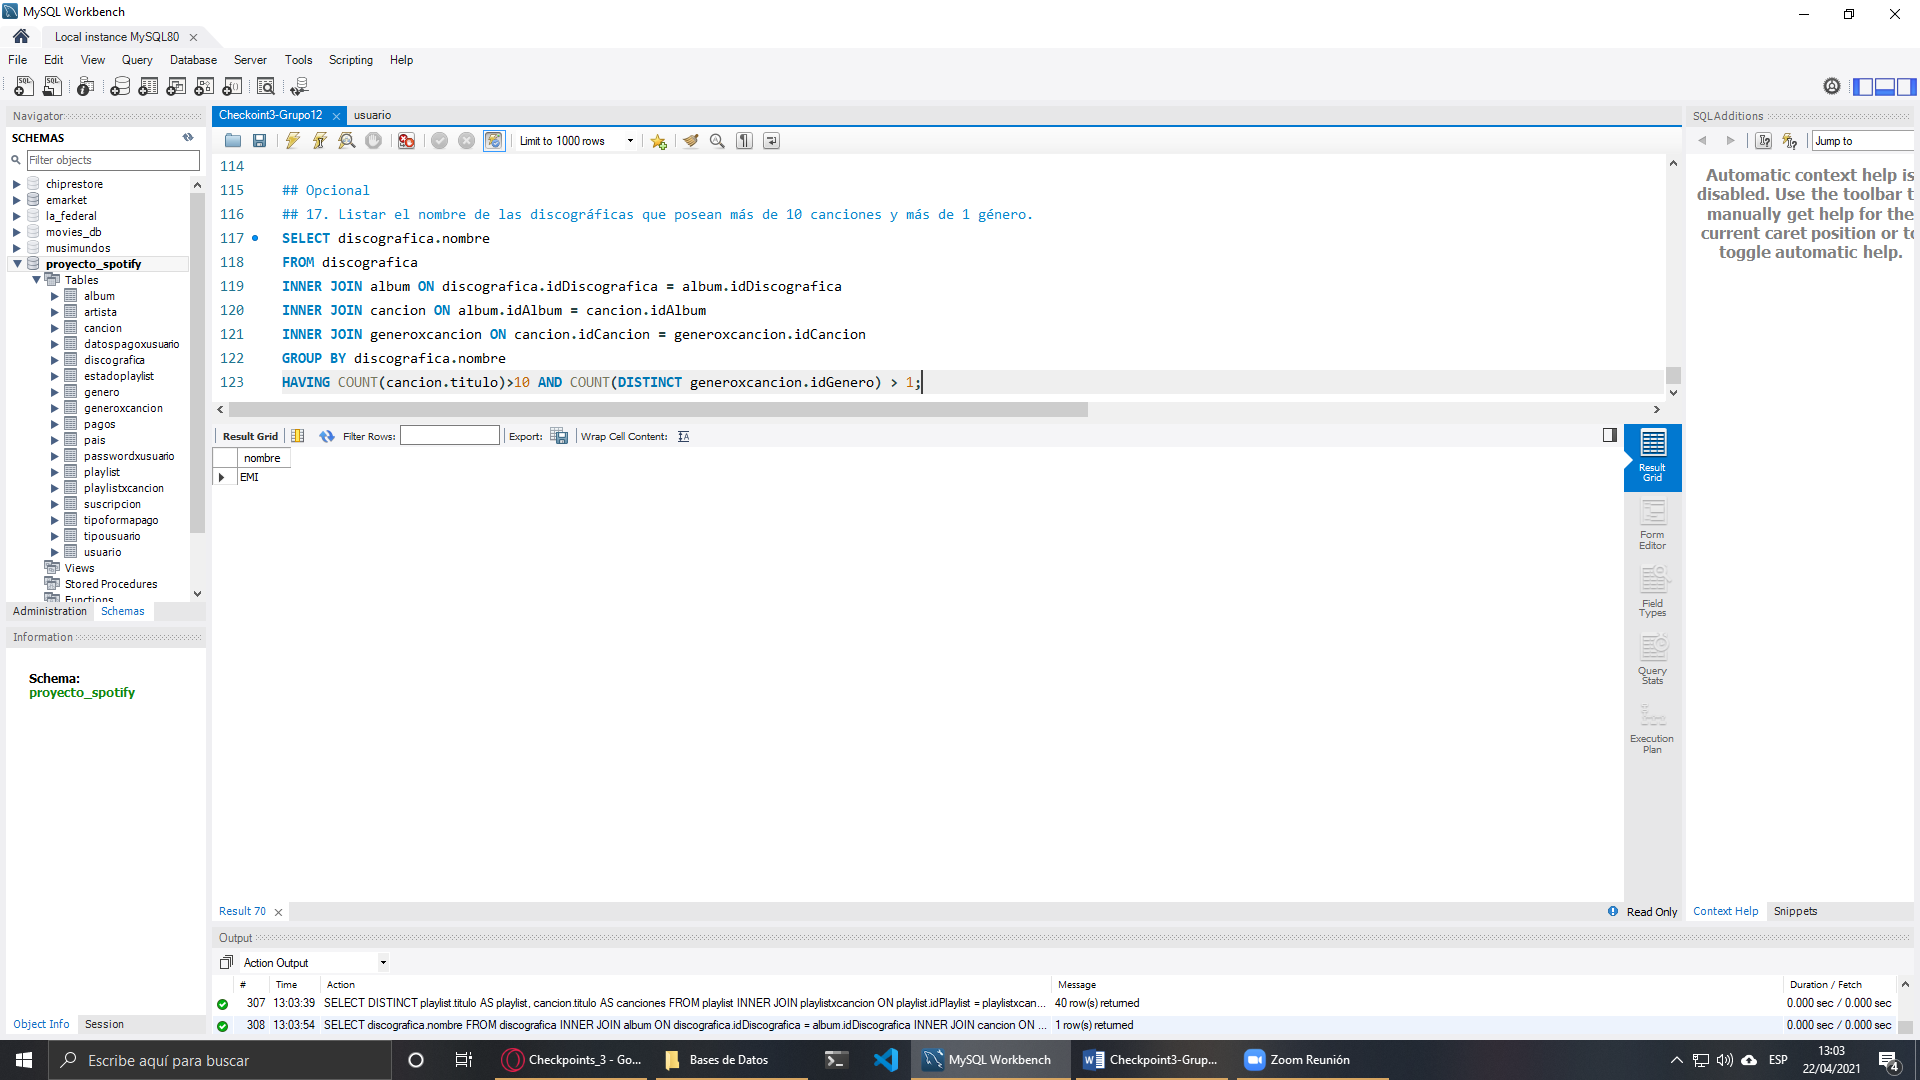 MySQL Workbench
Local instance MySQL80
File Edit View Query Database Server Tools Scripting Help
Navigator
SCHEMAS
Filter objects
chiprestore
emarket
la_federal
movies_db
musimundos
proyecto_spotify
Tables
album
artista
cancion
datospagoxusuario
discografica
estadoplaylist
genero
generoxcancion
pagos
pais
passwordxusuario
playlist
playlistxcancion
suscripcion
tipoformapago
tipousuario
usuario
Views
Stored Procedures
Functions
Administration Schemas
Information
Schema:
proyecto_spotify
Object Info Session
Checkoint3-Grupo12 usuario
Limit to 1000 rows
114
115 ## Opcional
116 ## 17. Listar el nombre de las discográficas que posean más de 10 canciones y más de 1 género.
117 SELECT discografica.nombre
118 FROM discografica
119 INNER JOIN album ON discografica.idDiscografica = album.idDiscografica
120 INNER JOIN cancion ON album.idAlbum = cancion.idAlbum
121 INNER JOIN generoxcancion ON cancion.idCancion = generoxcancion.idCancion
122 GROUP BY discografica.nombre
123 HAVING COUNT(cancion.titulo)>10 AND COUNT(DISTINCT generoxcancion.idGenero) > 1;
Result Grid Filter Rows: Export: Wrap Cell Content:
nombre
EMI
Result Grid
Form Editor
Field Types
Query Stats
Execution Plan
Result 70 Read Only
SQLAdditions
Jump to
Automatic context help is
disabled. Use the toolbar t
manually get help for the
current caret position or to
toggle automatic help.
Context Help Snippets
Output
Action Output
# Time Action Message Duration / Fetch
307 13:03:39 SELECT DISTINCT playlist.titulo AS playlist, cancion.titulo AS canciones FROM playlist INNER JOIN playlistxcancion ON playlist.idPlaylist = playlistxcan... 40 row(s) returned 0.000 sec / 0.000 sec
308 13:03:54 SELECT discografica.nombre FROM discografica INNER JOIN album ON discografica.idDiscografica = album.idDiscografica INNER JOIN cancion ON ... 1 row(s) returned 0.000 sec / 0.000 sec
Escribe aquí para buscar
Checkpoints_3 - Go...
Bases de Datos
MySQL Workbench
Checkpoint3-Grup...
Zoom Reunión
ESP
13:03
22/04/2021
4